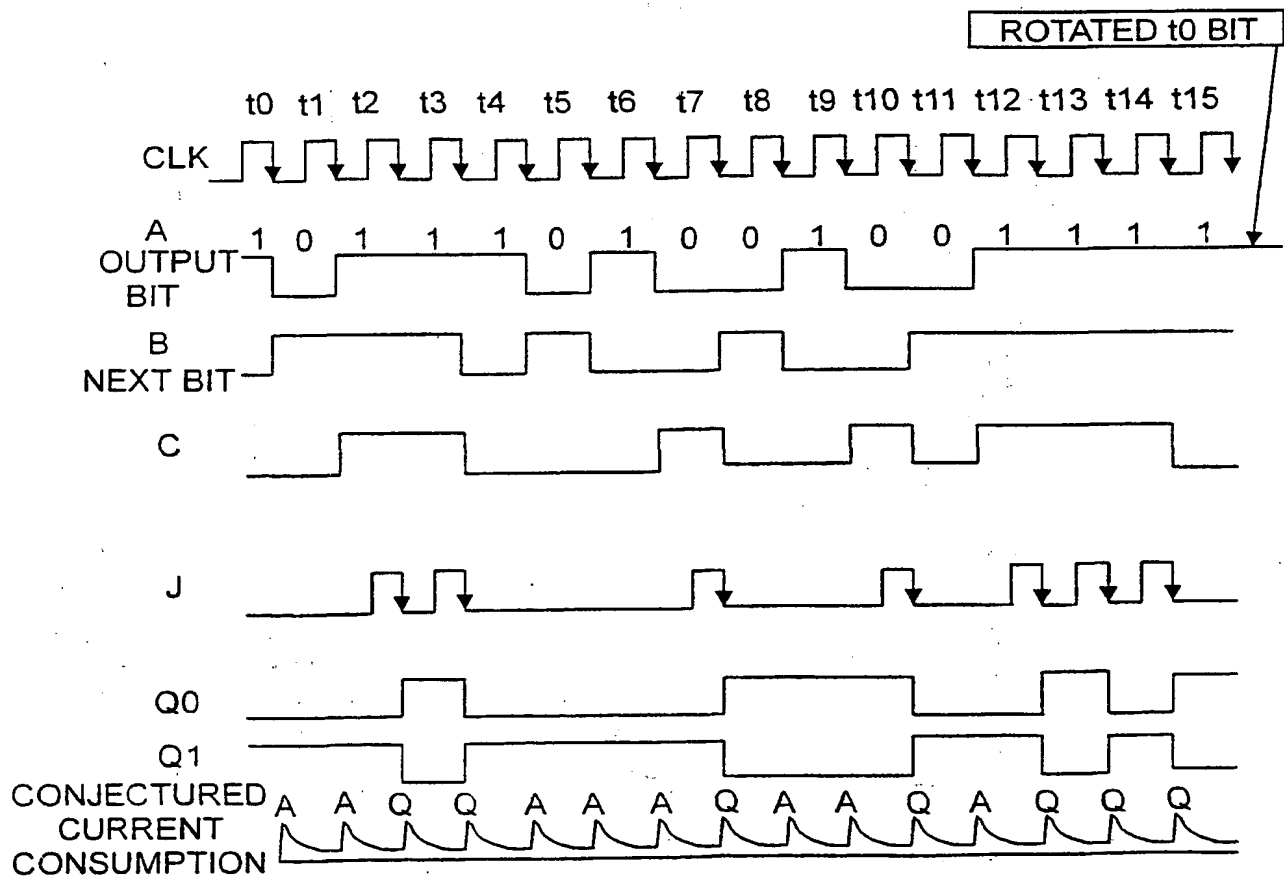 ROTATED t0 BIT
t0 t1 t2 t3 t4 t5 t6 t7 t8 t9 t10 t11 t12 t13 t14 t15
CLK
A 1 0 1 1 1 0 1 0 0 1 0 0 1 1 1 1
OUTPUT
BIT
B
NEXT BIT
C
J
Q0
Q1
CONJECTURED A A Q Q A A A Q A A Q A Q Q Q
CURRENT
CONSUMPTION